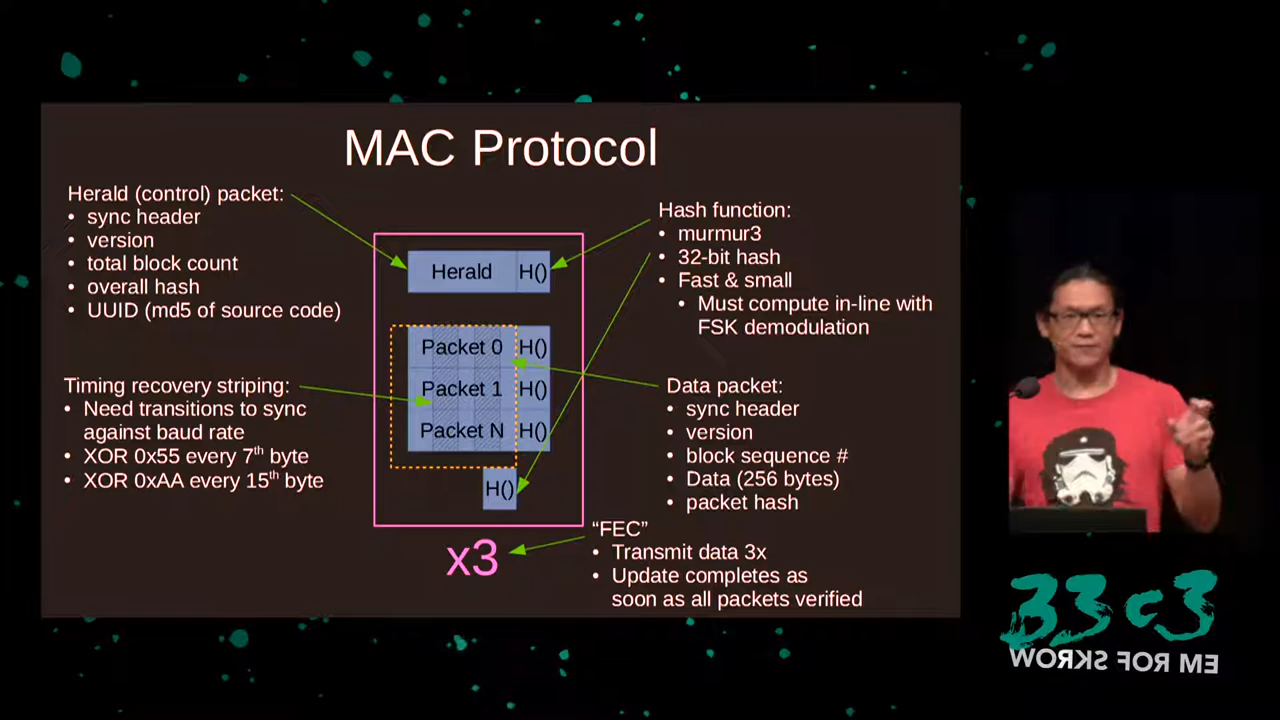 MAC Protocol
Herald (control) packet:
• sync header
• version
• total block count
• overall hash
• UUID (md5 of source code)
Timing recovery striping:
• Need transitions to sync
against baud rate
• XOR 0x55 every 7th byte
• XOR 0xAA every 15th byte
Herald H()
Packet 0 H()
Packet 1 H()
Packet N H()
H()
x3
Hash function:
• murmur3
• 32-bit hash
• Fast & small
• Must compute in-line with
FSK demodulation
Data packet:
• sync header
• version
• block sequence #
• Data (256 bytes)
• packet hash
“FEC”
• Transmit data 3x
• Update completes as
soon as all packets verified
33c3
WORKS FOR ME